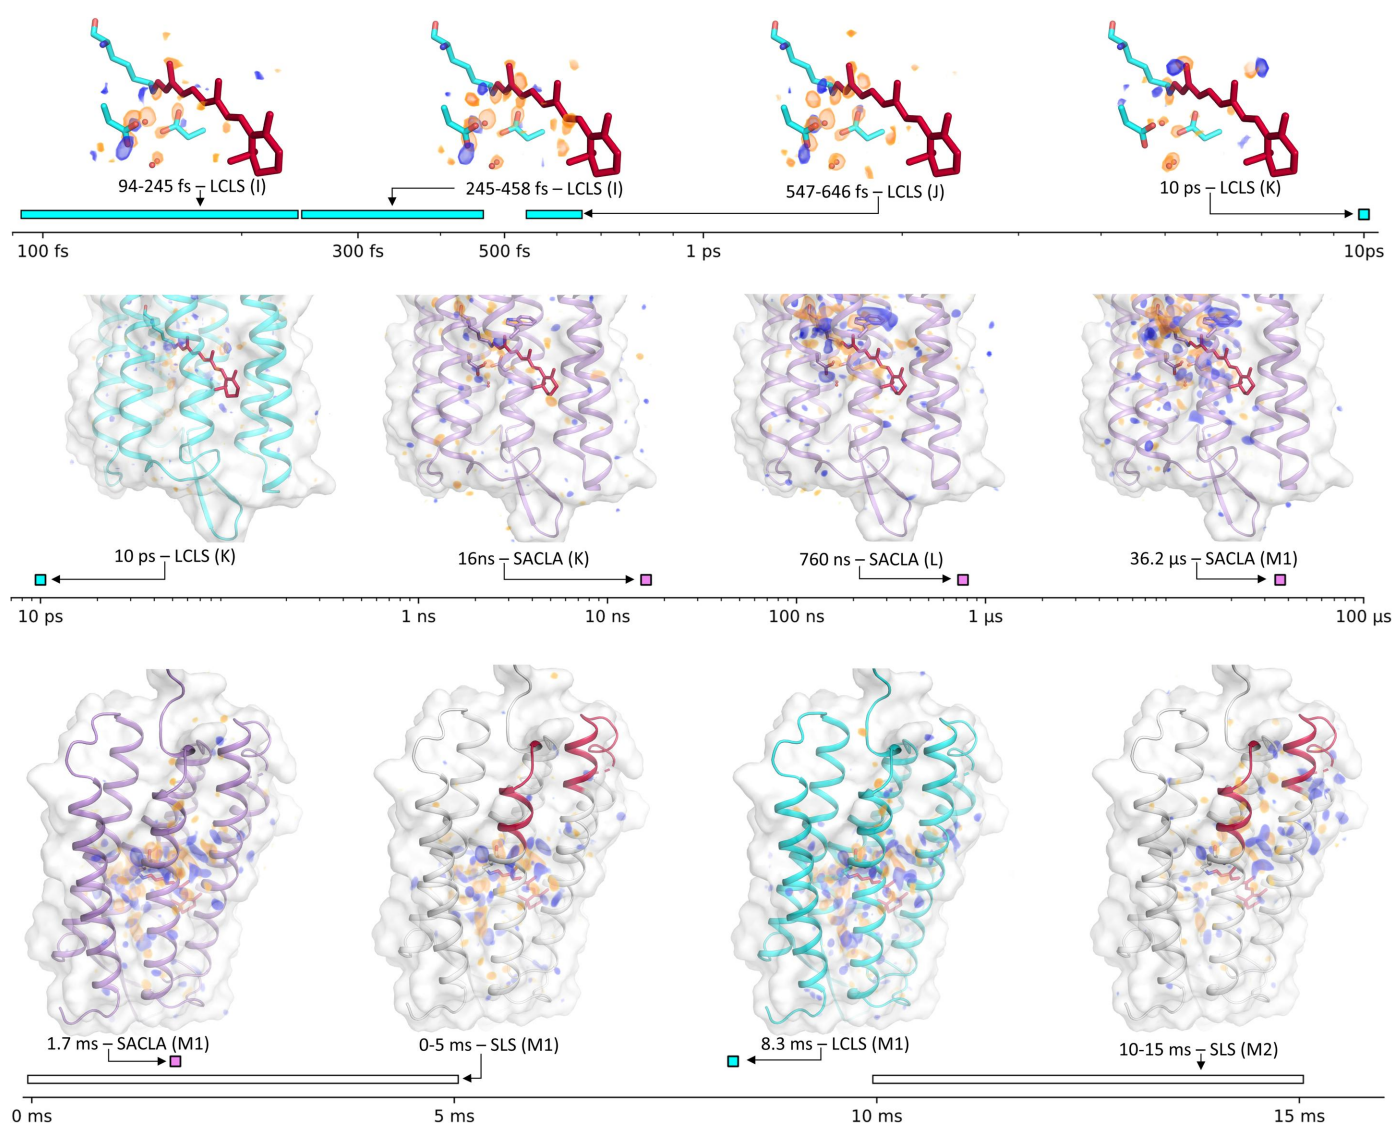 94-245 fs – LCLS (I)
245-458 fs – LCLS (I)
547-646 fs – LCLS (J)
10 ps – LCLS (K)
100 fs
300 fs
500 fs
1 ps
10ps
10 ps – LCLS (K)
16ns – SACLA (K)
760 ns – SACLA (L)
36.2 µs – SACLA (M1)
10 ps
1 ns
10 ns
100 ns
1 µs
100 µs
1.7 ms – SACLA (M1)
0-5 ms – SLS (M1)
8.3 ms – LCLS (M1)
10-15 ms – SLS (M2)
0 ms
5 ms
10 ms
15 ms